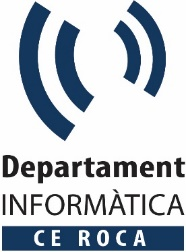 Departament
INFORMÀTICA
CE ROCA